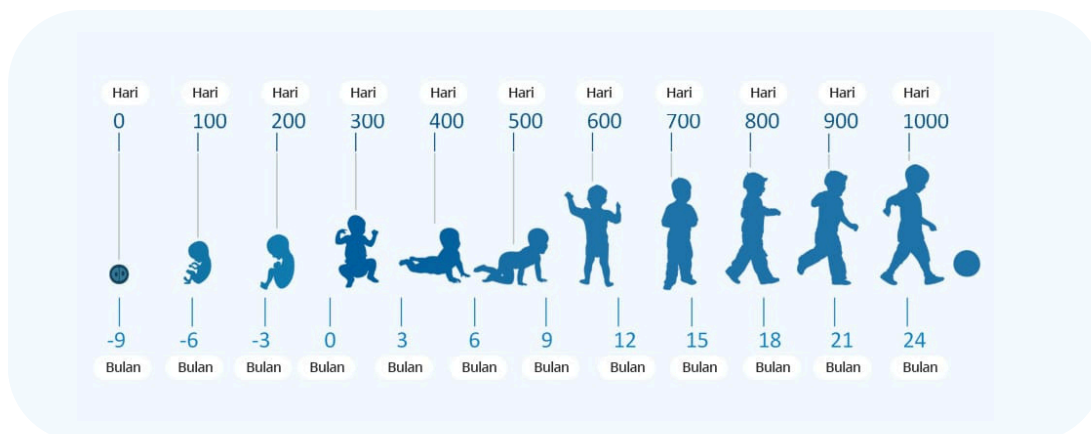 Hari Hari Hari Hari Hari Hari Hari Hari Hari Hari Hari
0 100 200 300 400 500 600 700 800 900 1000
-9 -6 -3 0 3 6 9 12 15 18 21 24
Bulan Bulan Bulan Bulan Bulan Bulan Bulan Bulan Bulan Bulan Bulan Bulan